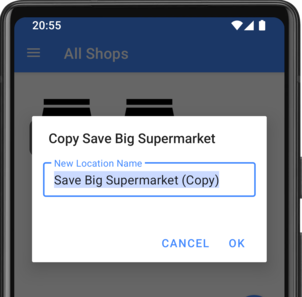 20:55
All Shops
Copy Save Big Supermarket
New Location Name
Save Big Supermarket (Copy)
CANCEL OK